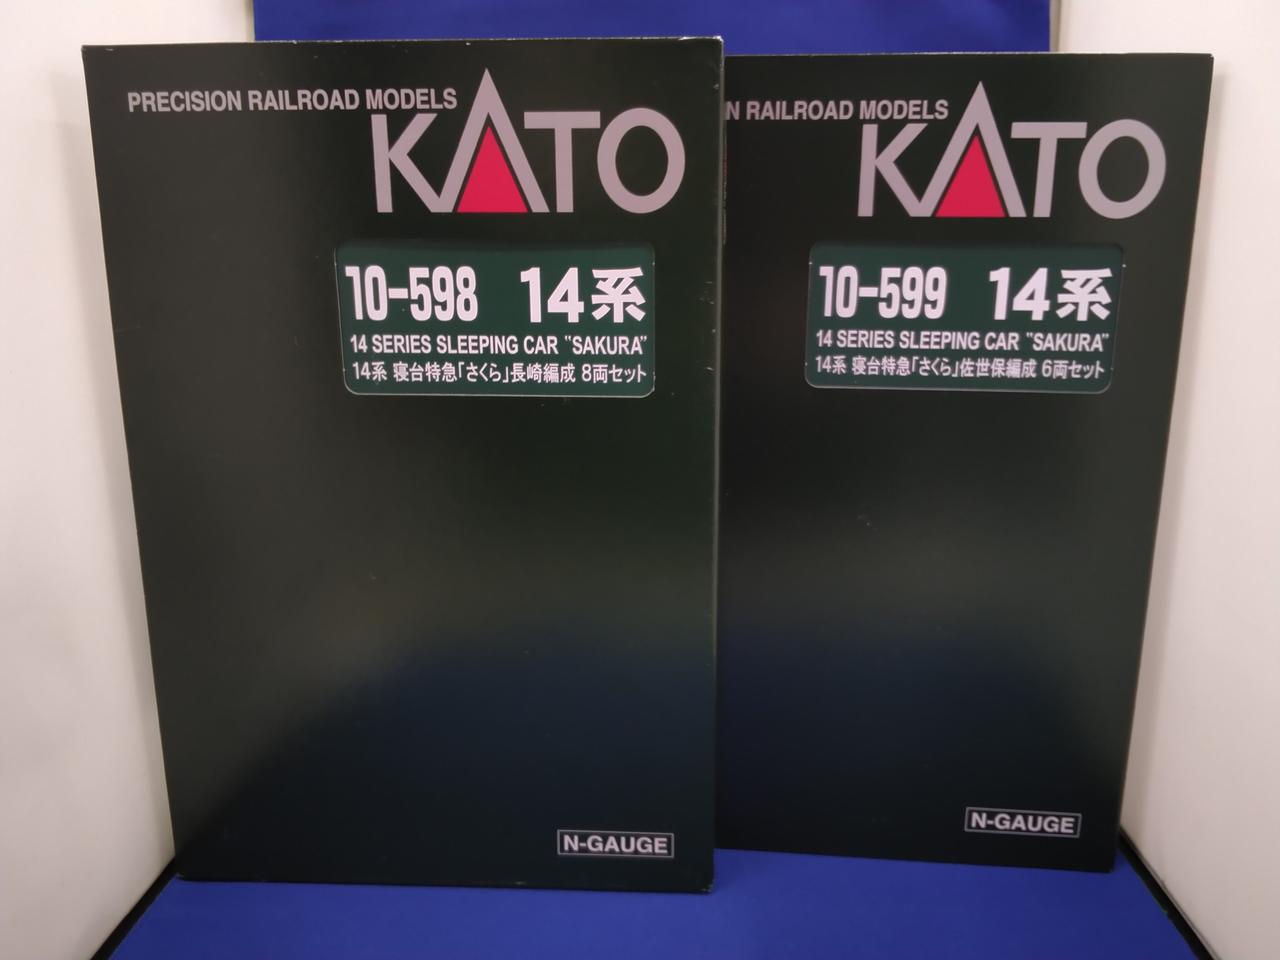 PRECISION RAILROAD MODELS
KATO
10-598 14系
14 SERIES SLEEPING CAR "SAKURA"
14系 寝台特急「さくら」長崎編成 8両セット
N-GAUGE
N RAILROAD MODELS
KATO
10-599 14系
14 SERIES SLEEPING CAR "SAKURA"
14系 寝台特急「さくら」佐世保編成 6両セット
N-GAUGE